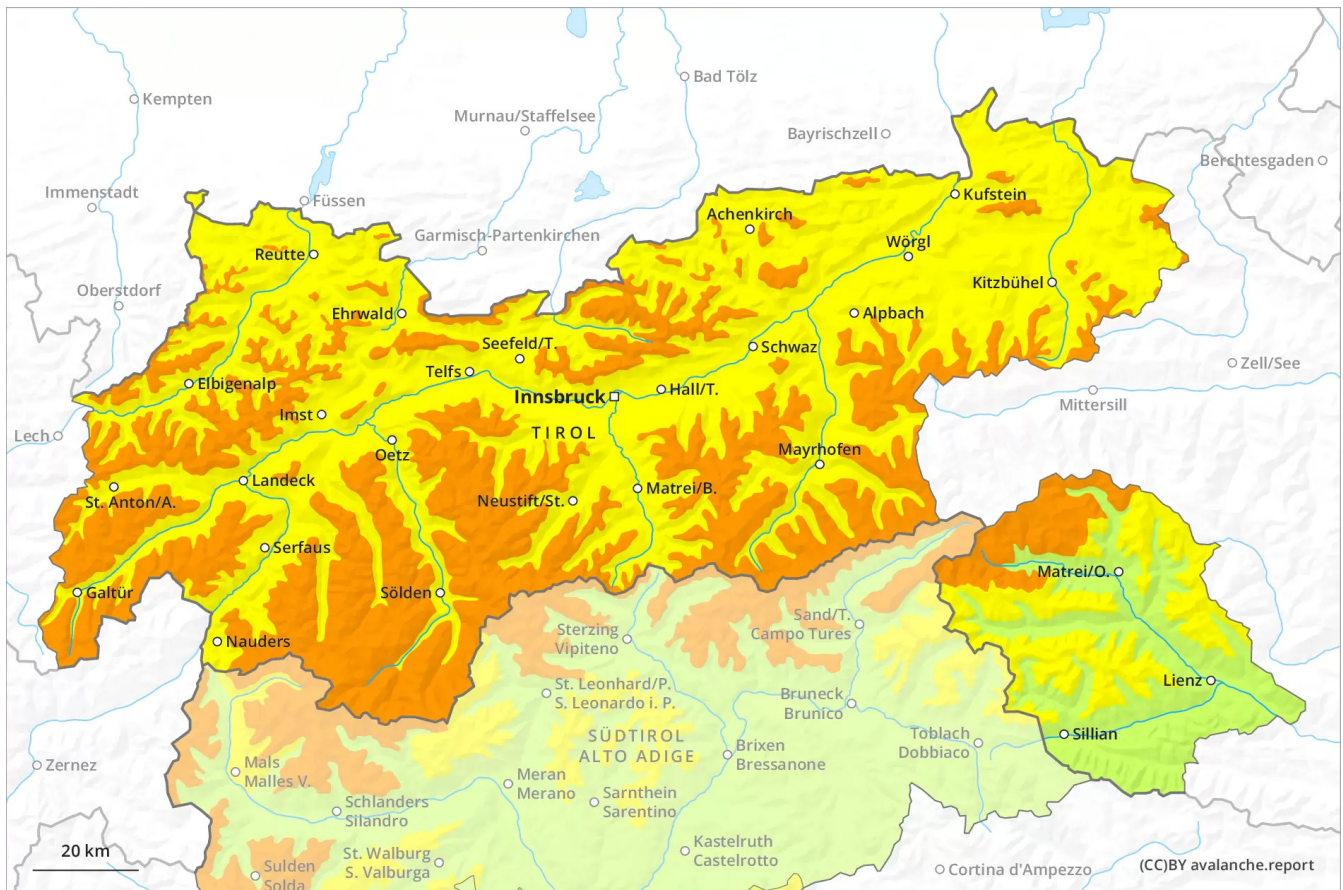 Kempten
Bad Tölz
Murnau/Staffelsee
Bayrischzell
Berchtesgaden
Immenstadt
Füssen
Kufstein
Achenkirch
Garmisch-Partenkirchen
Wörgl
Reutte
Oberstdorf
Kitzbühel
Ehrwald
Alpbach
Seefeld/T.
Schwaz
Zell/See
Telfs
Elbigenalp
Hall/T.
Mittersill
Innsbruck
Imst
TIROL
Lech
Oetz
Mayrhofen
Landeck
Matrei/B.
St. Anton/A.
Neustift/St.
Serfaus
Matrei/O.
Galtür
Sölden
Sand/T.
Campo Tures
Sterzing
Vipiteno
Nauders
Lienz
St. Leonhard/P.
S. Leonardo i. P.
Bruneck
Brunico
SÜDTIROL
ALTO ADIGE
Toblach
Dobbiaco
Sillian
Brixen
Bressanone
Zernez
Mals
Malles V.
Meran
Merano
Sarnthein
Sarentino
Schlanders
Silandro
Kastelruth
Castelrotto
20 km
St. Walburg
S. Valburga
Sulden
Solda
Cortina d'Ampezzo
(CC)BY avalanche.report